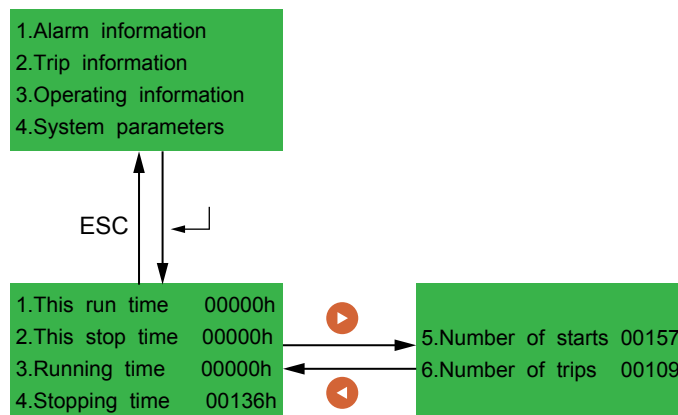 1.Alarm information
2.Trip information
3.Operating information
4.System parameters
ESC
1.This run time 00000h
2.This stop time 00000h
3.Running time 00000h
4.Stopping time 00136h
5.Number of starts 00157
6.Number of trips 00109